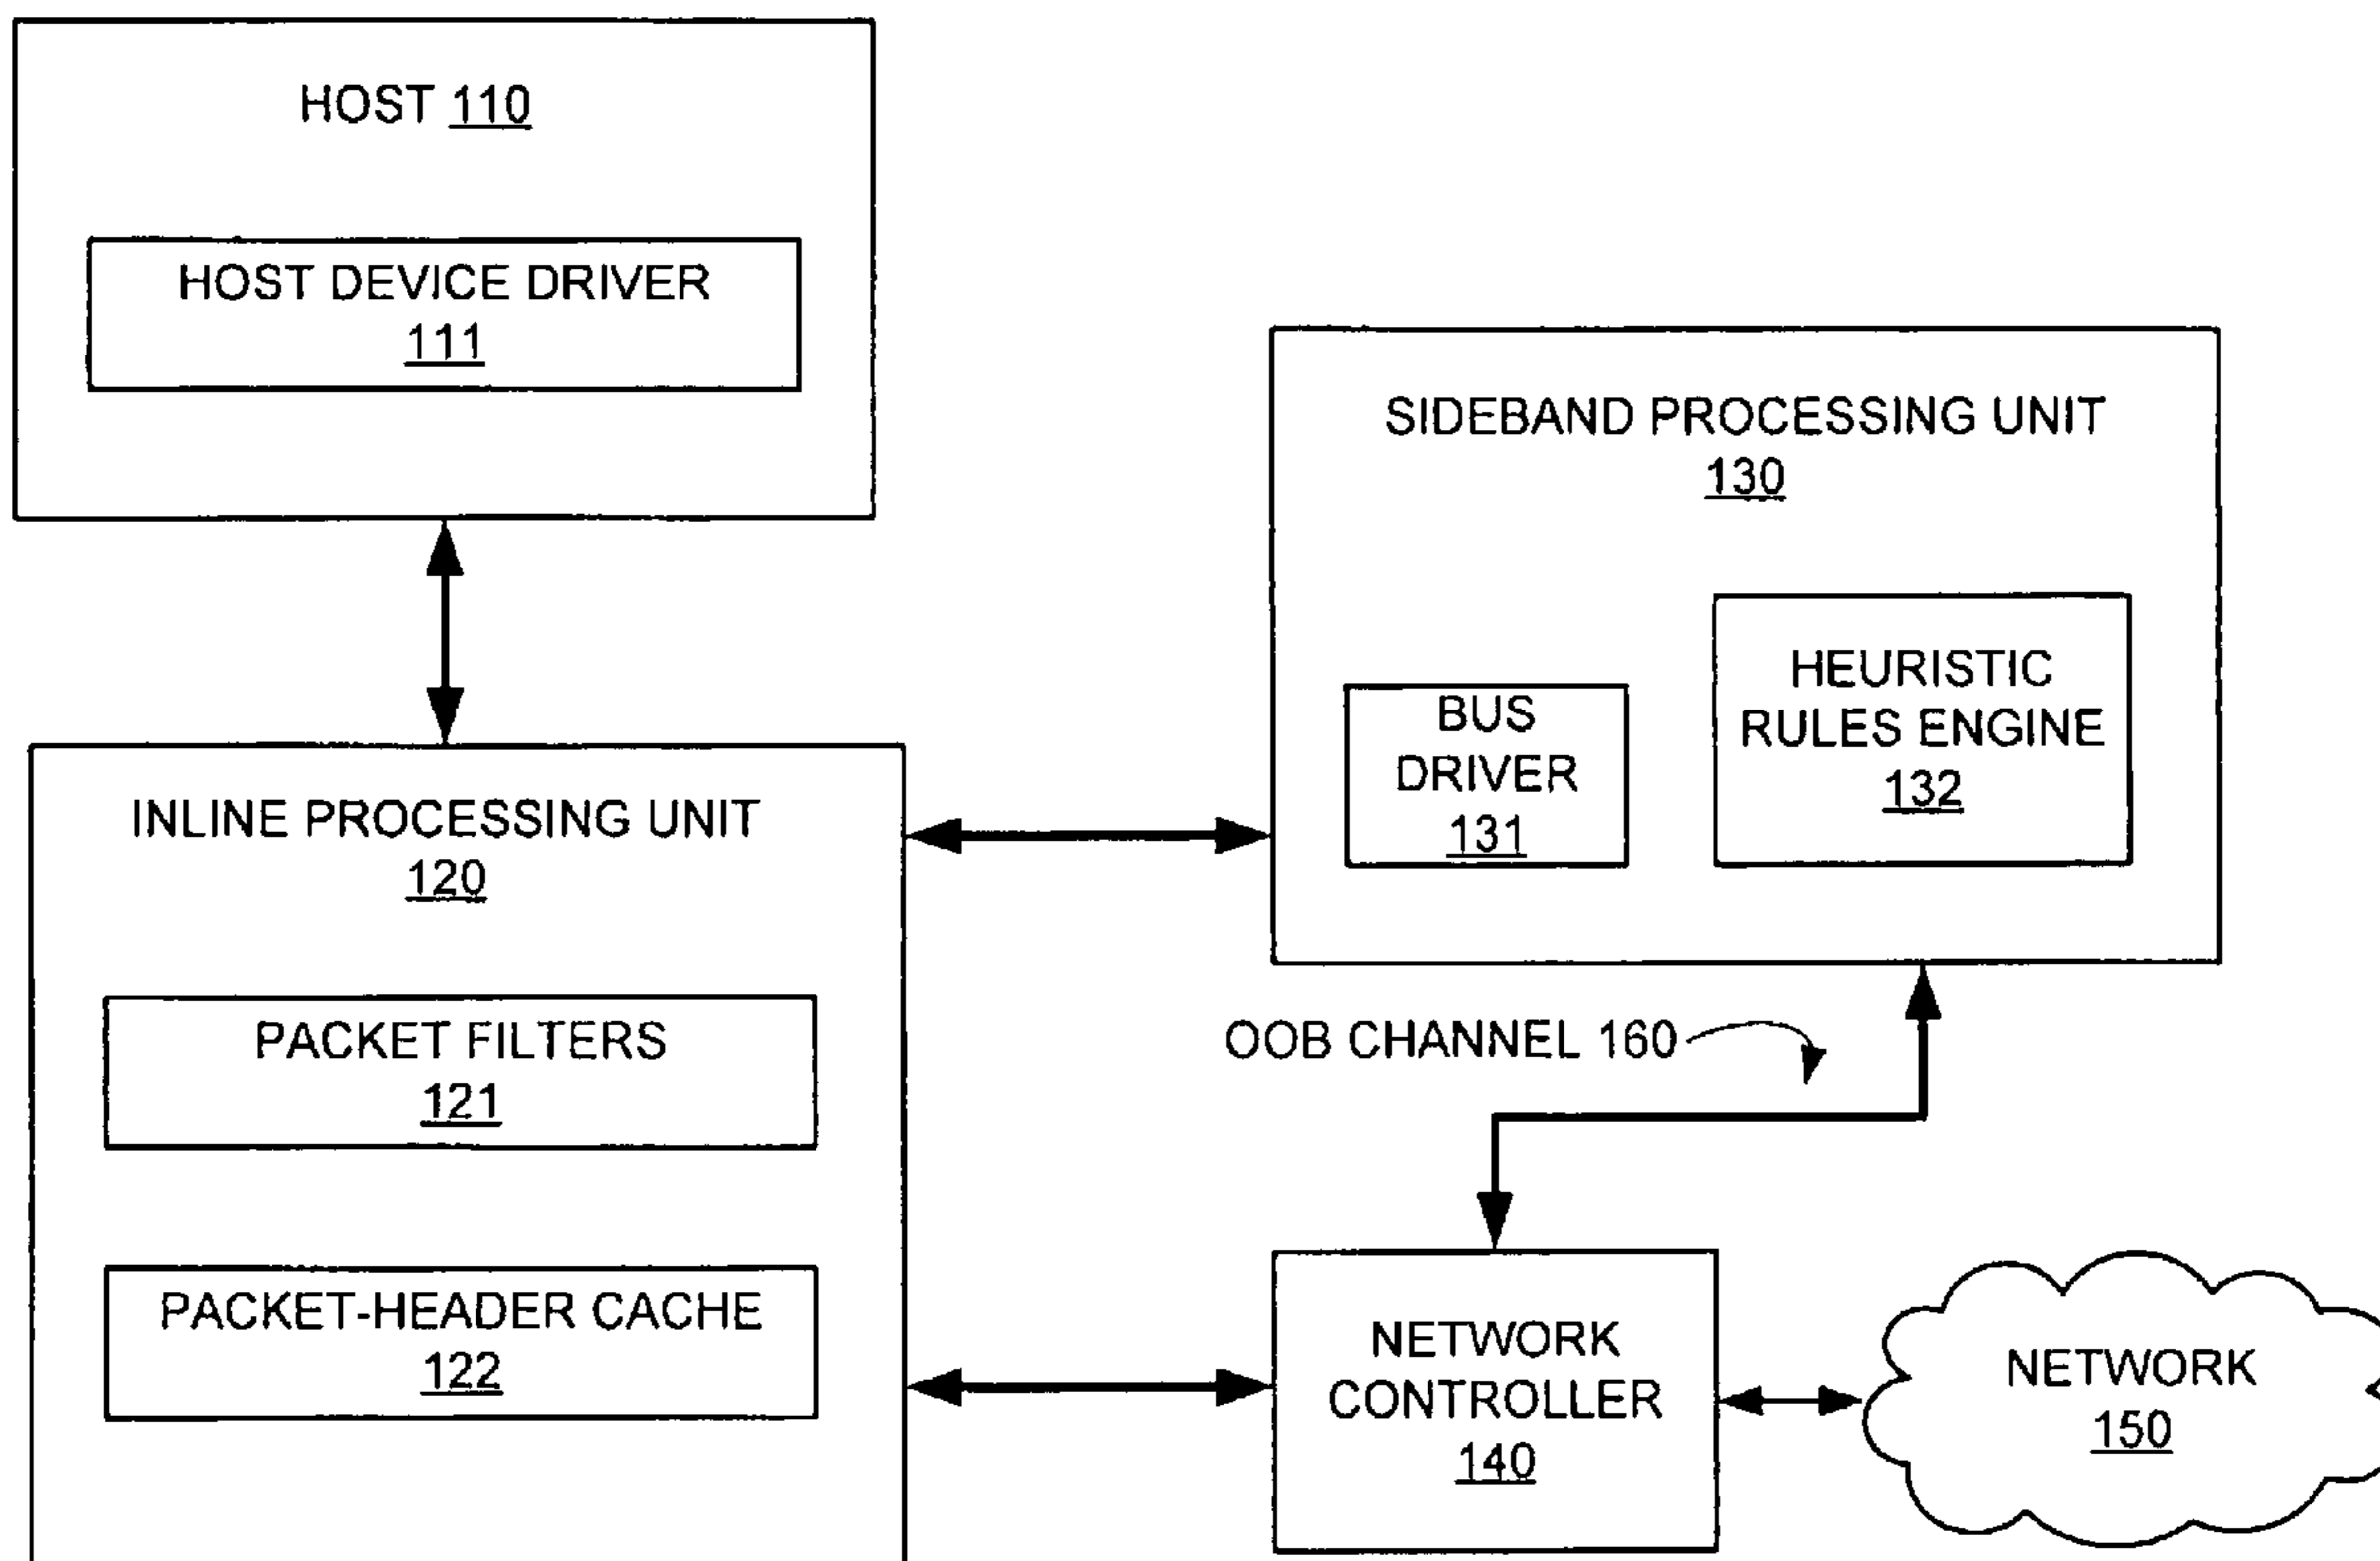 HOST 110
HOST DEVICE DRIVER
111
SIDEBAND PROCESSING UNIT
130
BUS
DRIVER
131
HEURISTIC
RULES ENGINE
132
INLINE PROCESSING UNIT
120
PACKET FILTERS
121
PACKET-HEADER CACHE
122
OOB CHANNEL 160
NETWORK
CONTROLLER
140
NETWORK
150